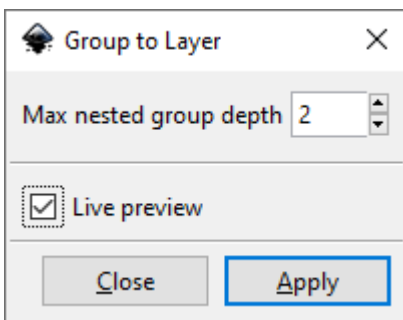 Group to Layer
Max nested group depth 2
Live preview
Close Apply